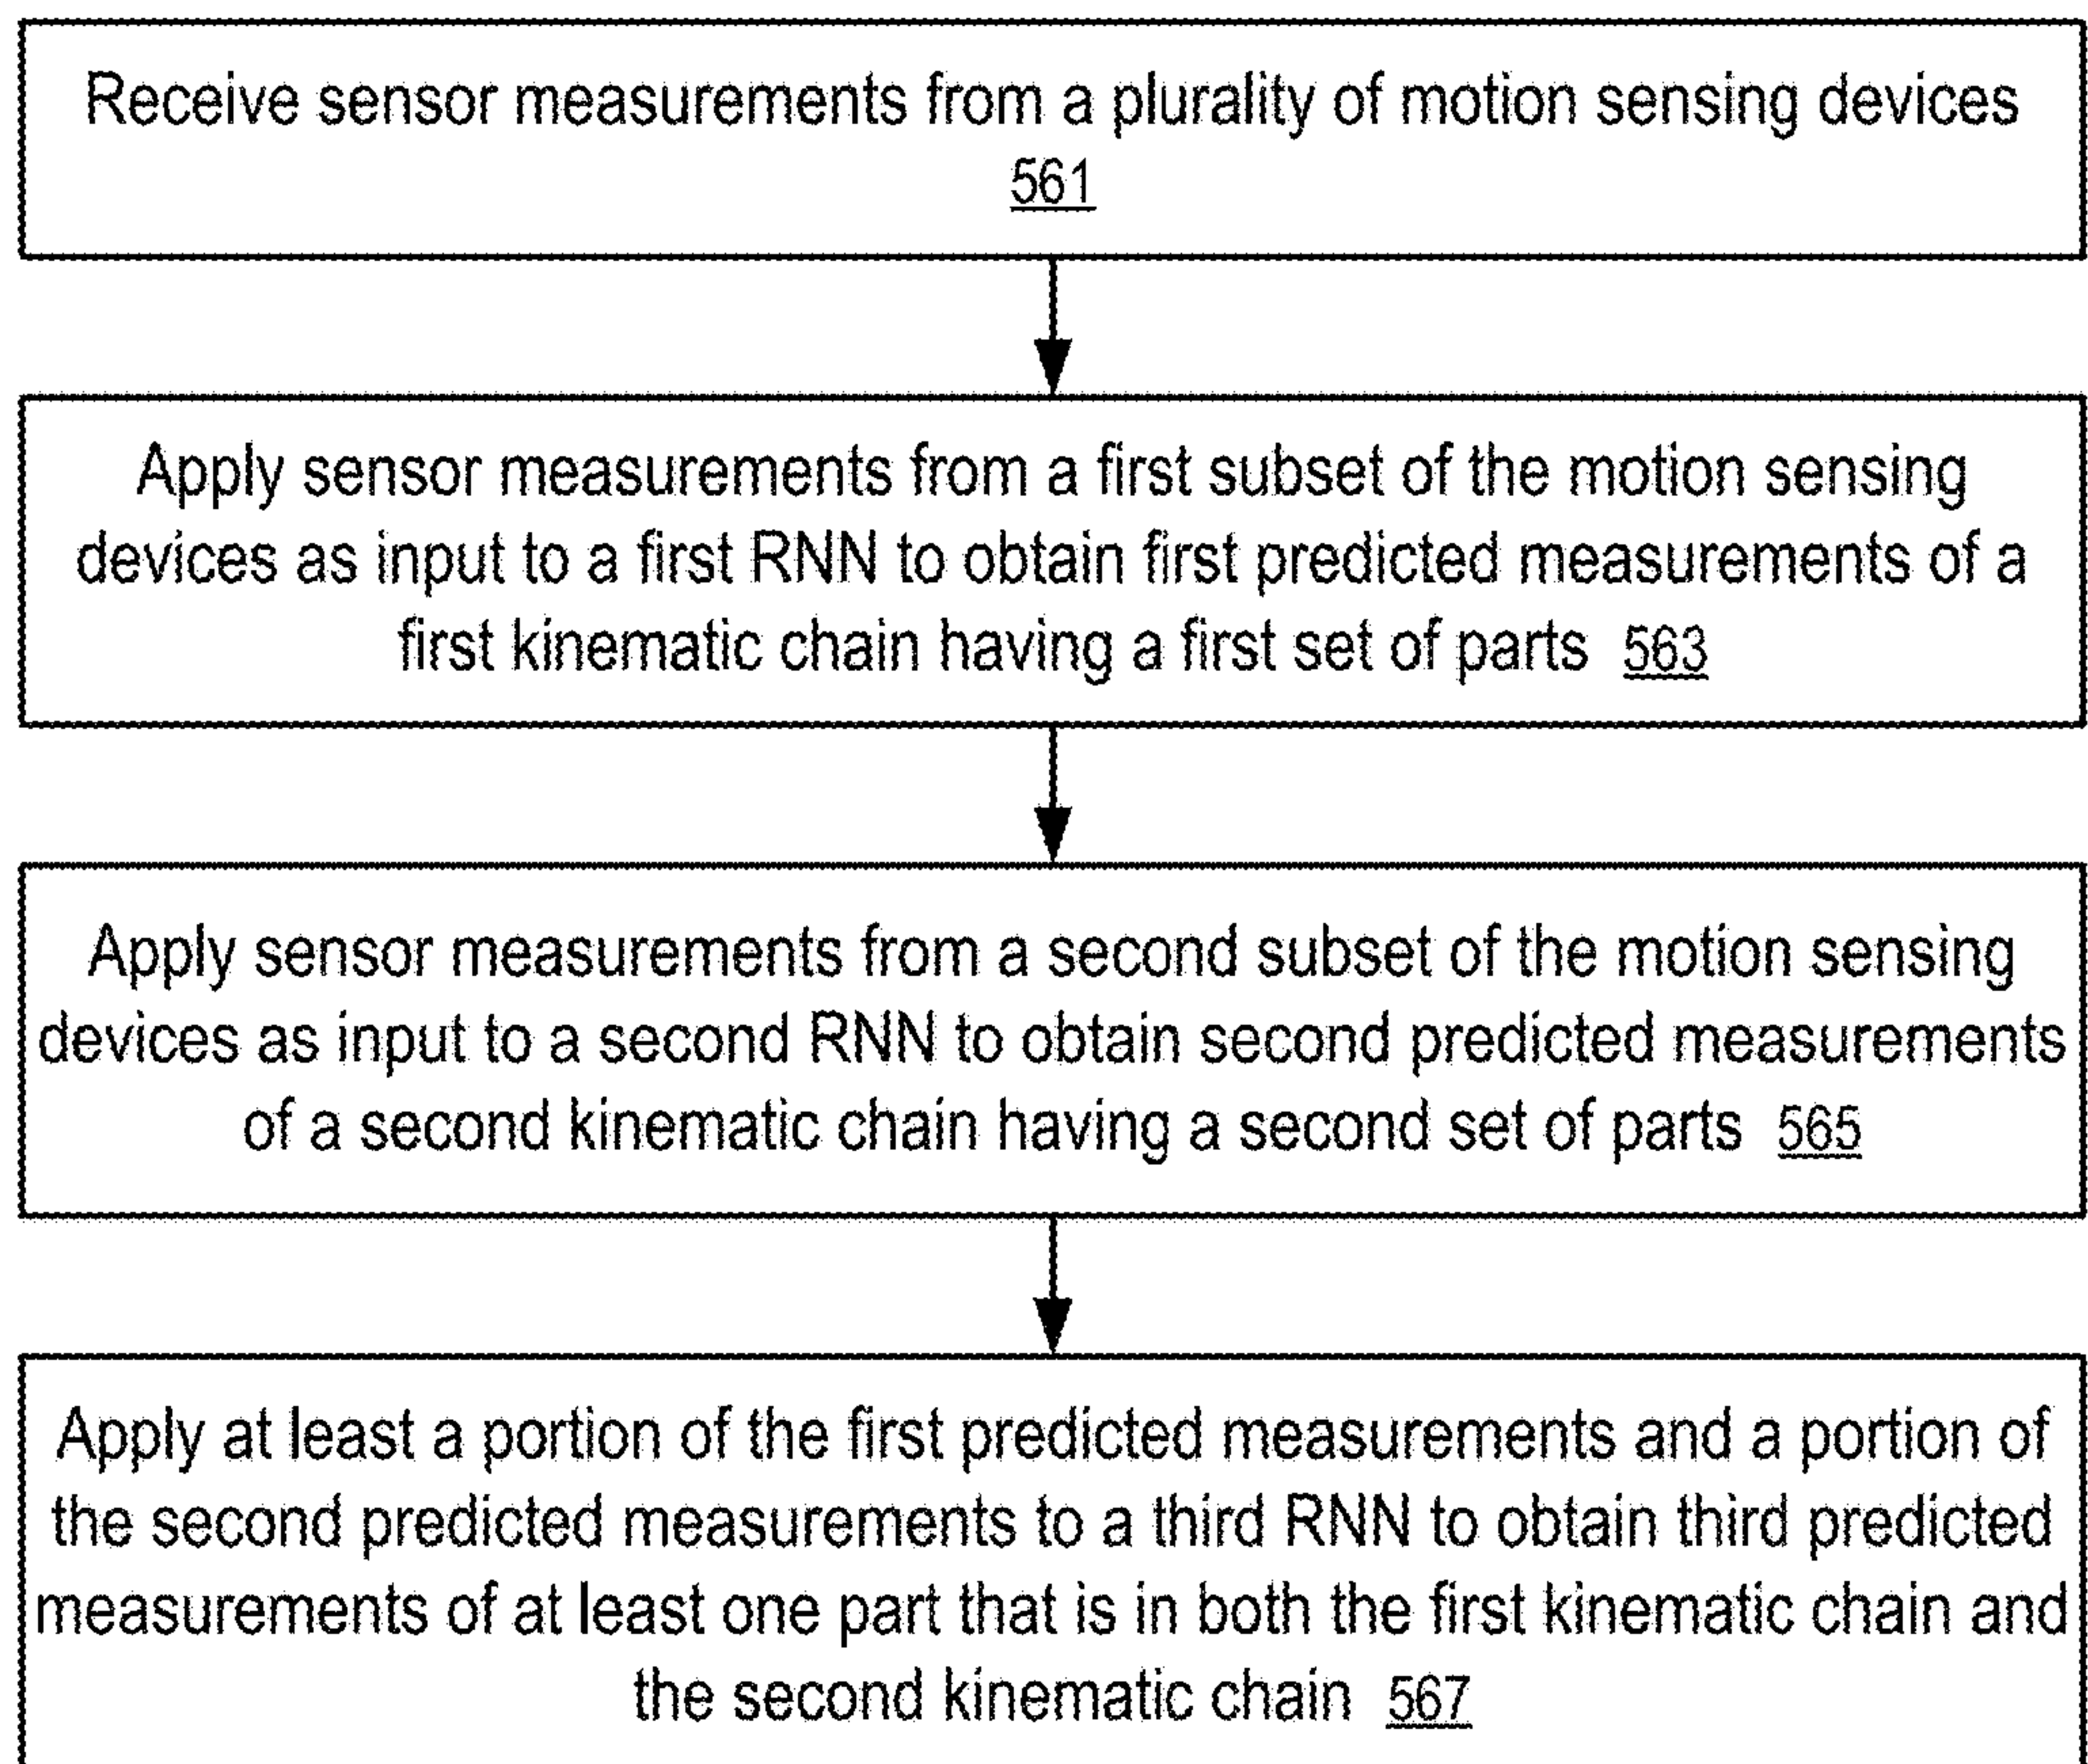 Receive sensor measurements from a plurality of motion sensing devices
561
Apply sensor measurements from a first subset of the motion sensing
devices as input to a first RNN to obtain first predicted measurements of a
first kinematic chain having a first set of parts 563
Apply sensor measurements from a second subset of the motion sensing
devices as input to a second RNN to obtain second predicted measurements
of a second kinematic chain having a second set of parts 565
Apply at least a portion of the first predicted measurements and a portion of
the second predicted measurements to a third RNN to obtain third predicted
measurements of at least one part that is in both the first kinematic chain and
the second kinematic chain 567